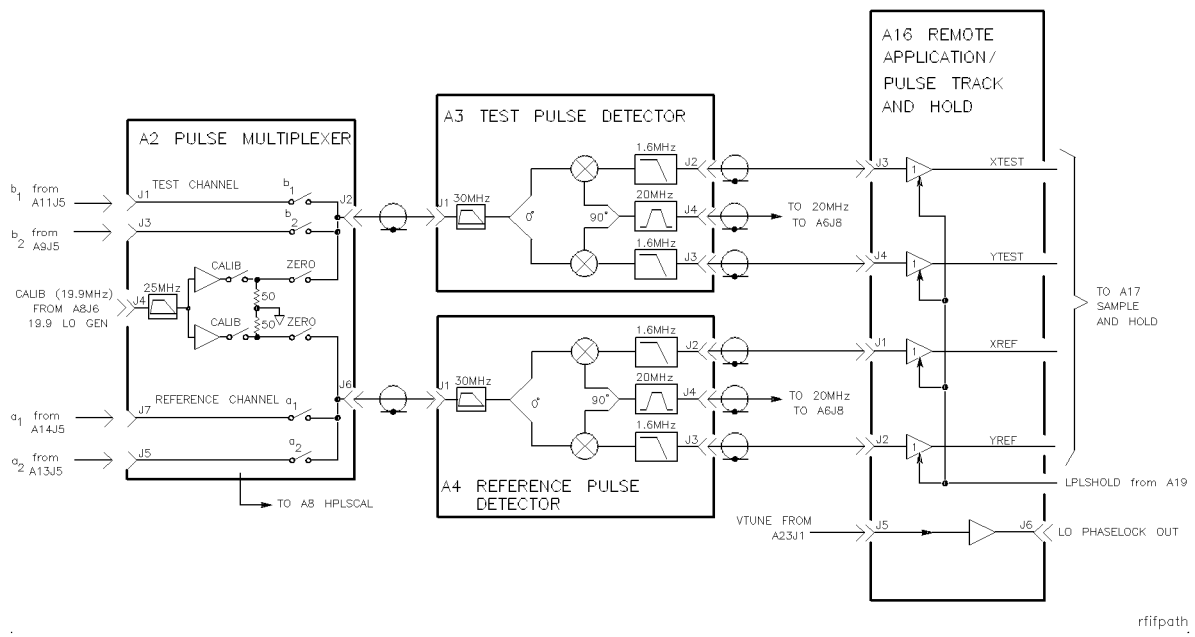 A16 REMOTE
APPLICATION/
PULSE TRACK
AND HOLD
A3 TEST PULSE DETECTOR
A2 PULSE MULTIPLEXER
1.6MHz
J2
J3
XTEST
1
b1 from
A11J5
J1
TEST CHANNEL
b1
J2
J1
30MHz
0°
20MHz
90°
J4
TO 20MHz
TO A6J8
b2 from
A9J5
J3
b2
1.6MHz
J3
J4
YTEST
1
CALIB
ZERO
CALIB (19.9MHz)
FROM A8J6
19.9 LO GEN
J4
25MHz
50
50
CALIB
ZERO
TO A17
SAMPLE
AND HOLD
1.6MHz
J2
J1
XREF
1
J6
J1
30MHz
0°
20MHz
90°
J4
TO 20MHz
TO A6J8
a1 from
A14J5
J7
REFERENCE CHANNEL
a1
1.6MHz
J3
J2
YREF
1
a2 from
A13J5
J5
a2
A4 REFERENCE PULSE
DETECTOR
LPLSHOLD from A19
TO A8 HPLSCAL
VTUNE FROM
A23J1
J5
J6
LO PHASELOCK OUT
rfifpath